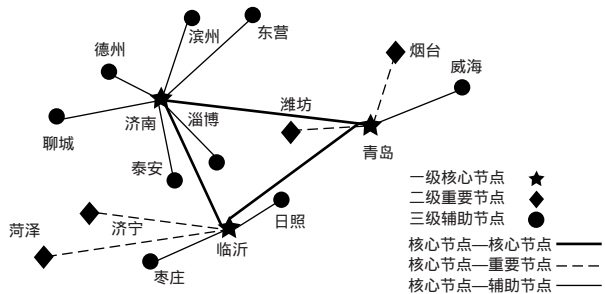 滨州
东营
德州
烟台
威海
潍坊
济南
淄博
聊城
青岛
泰安
一级核心节点
二级重要节点
三级辅助节点
菏泽
济宁
日照
临沂
枣庄
核心节点—核心节点
核心节点—重要节点
核心节点—辅助节点